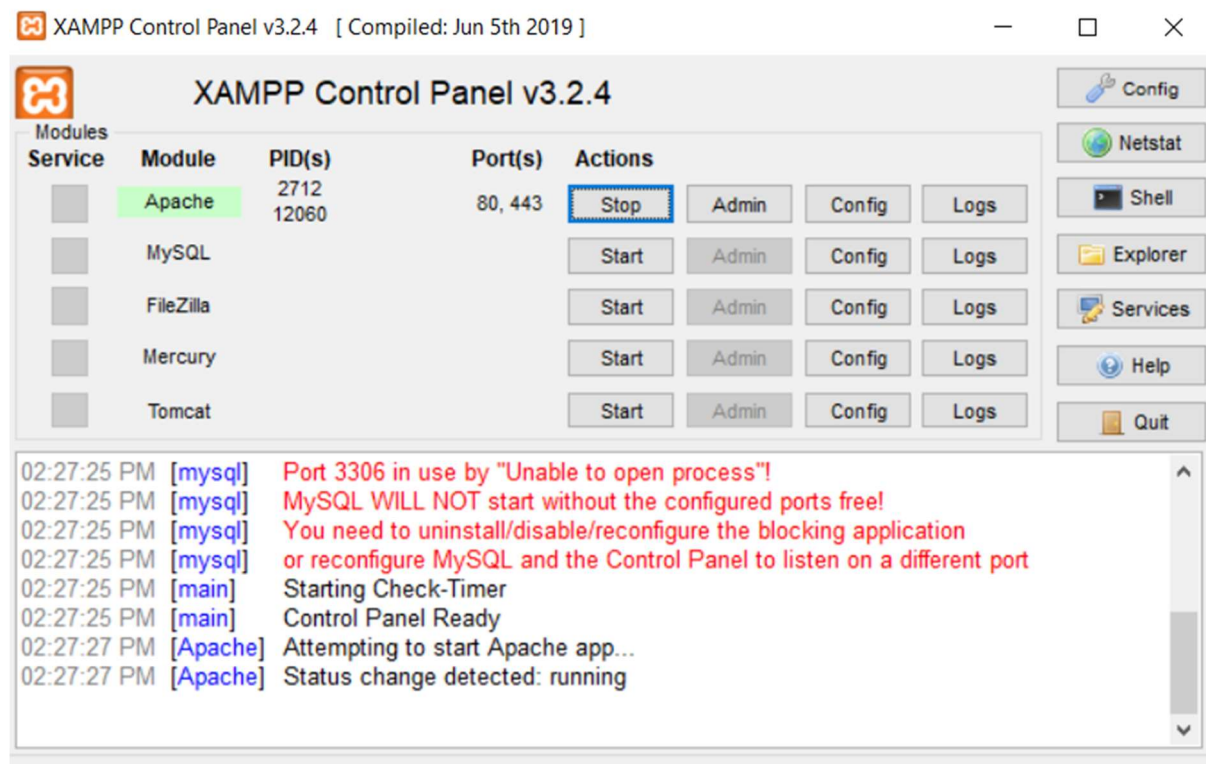 XAMPP Control Panel v3.2.4 [ Compiled: Jun 5th 2019 ]
XAMPP Control Panel v3.2.4
Config
Modules
Service Module PID(s) Port(s) Actions
Netstat
Apache 2712 12060 80, 443 Stop Admin Config Logs
Shell
MySQL Start Admin Config Logs
Explorer
FileZilla Start Admin Config Logs
Services
Mercury Start Admin Config Logs
Help
Tomcat Start Admin Config Logs
Quit
02:27:25 PM [mysql] Port 3306 in use by "Unable to open process"!
02:27:25 PM [mysql] MySQL WILL NOT start without the configured ports free!
02:27:25 PM [mysql] You need to uninstall/disable/reconfigure the blocking application
02:27:25 PM [mysql] or reconfigure MySQL and the Control Panel to listen on a different port
02:27:25 PM [main] Starting Check-Timer
02:27:25 PM [main] Control Panel Ready
02:27:27 PM [Apache] Attempting to start Apache app...
02:27:27 PM [Apache] Status change detected: running